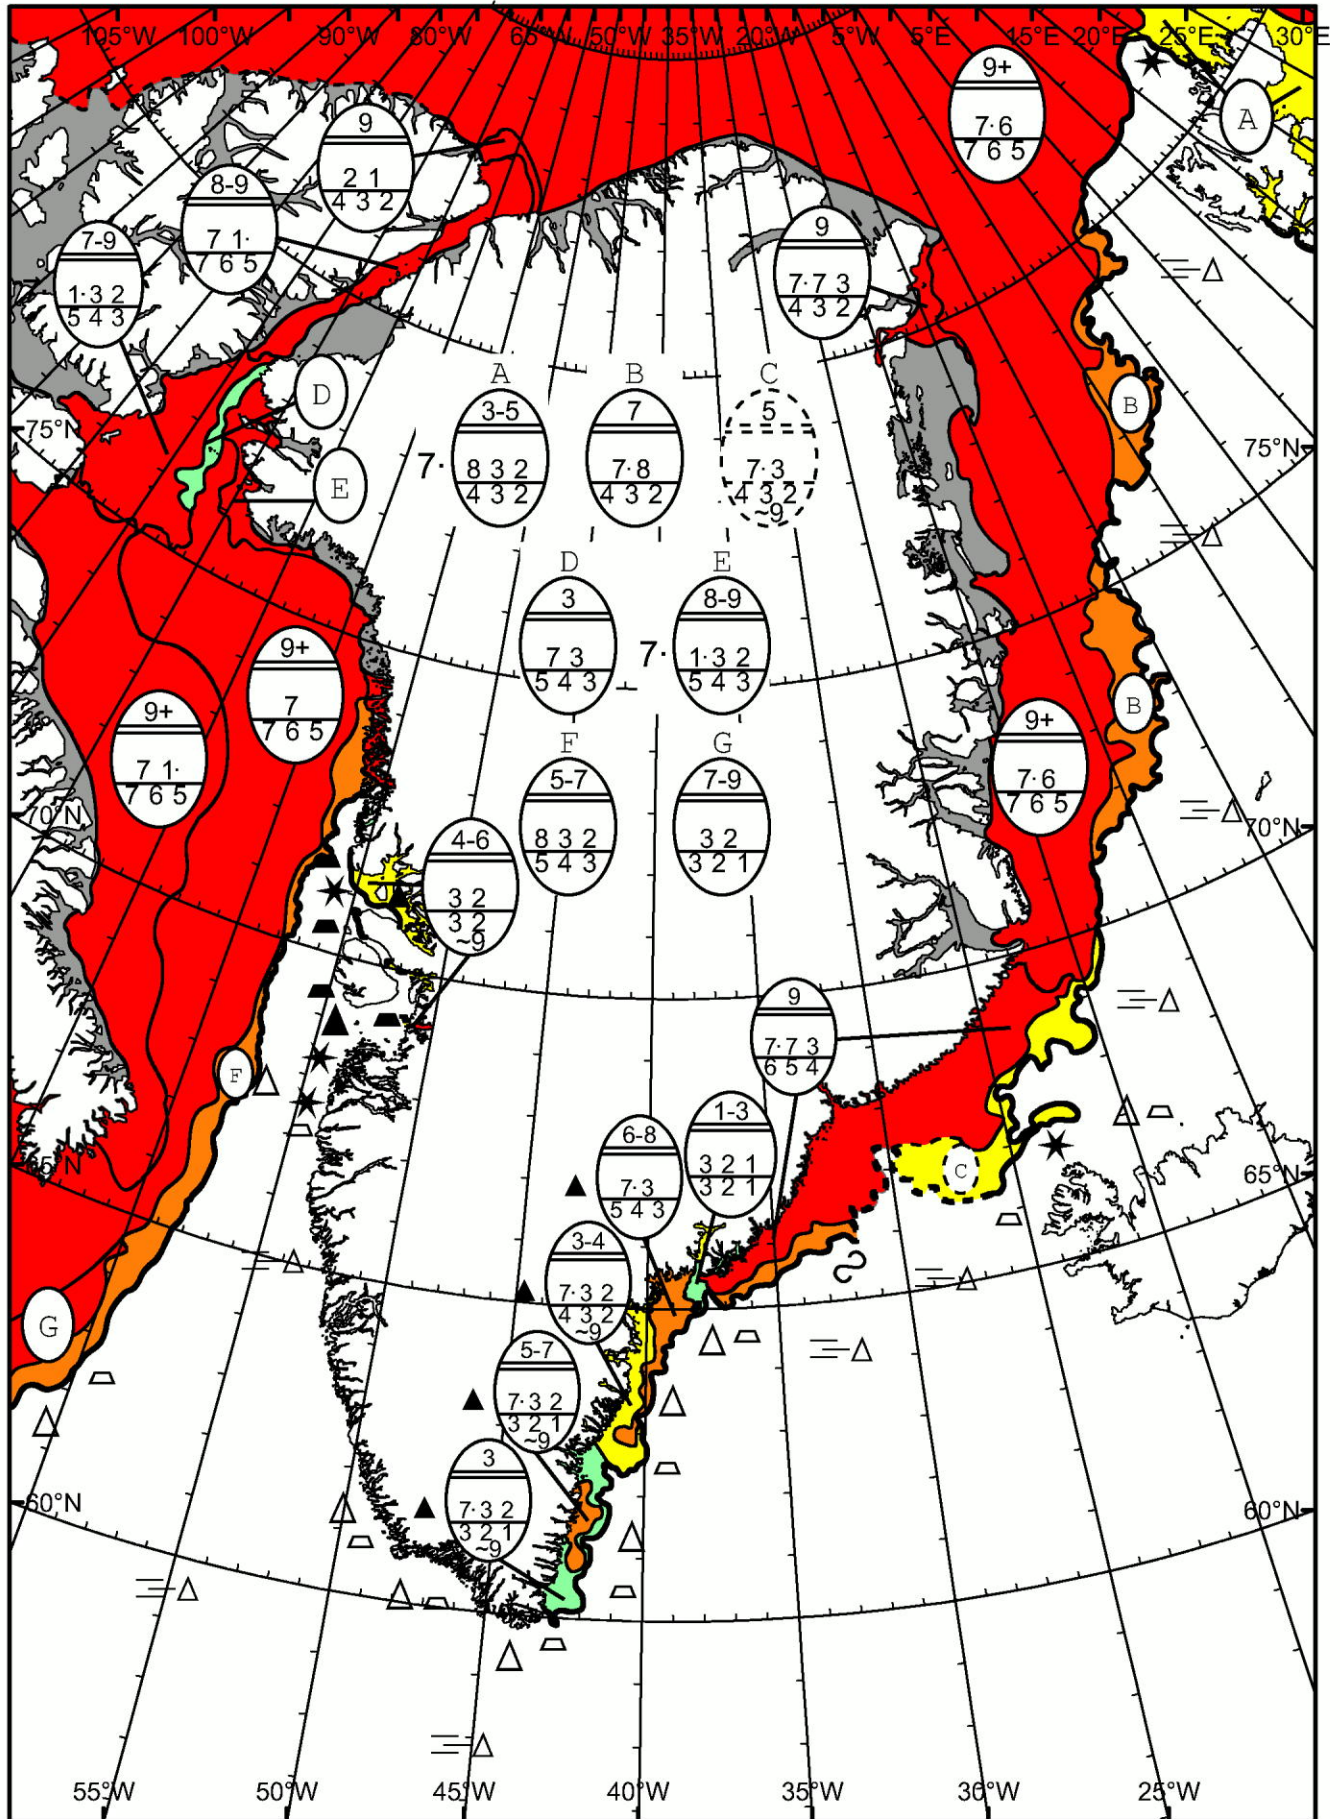 105°W 100°W 90°W 80°W 65°W 50°W 35°W 20°W 5°W 5°E 15°E 20°E 25°E 30°E
9+
7·6
7 6 5
A
9
2 1
4 3 2
8-9
7 1·
7 6 5
7-9
1·3 2
5 4 3
9
7·7 3
4 3 2
D
E
B
75°N
75°N
A
3-5
7·
8 3 2
4 3 2
B
7
7·8
4 3 2
C
5
7·3
4 3 2
~9
D
3
7 3
5 4 3
E
8-9
7·
1·3 2
5 4 3
9+
7
7 6 5
9+
7 1·
7 6 5
B
9+
7·6
7 6 5
F
5-7
8 3 2
5 4 3
G
7-9
3 2
3 2 1
70°N
70°N
4-6
3 2
3 2
~9
9
7·7 3
6 5 4
F
1-3
3 2 1
3 2 1
6-8
7·3
5 4 3
C
65°N
65°N
3-4
7·3 2
4 3 2
~9
G
5-7
7·3 2
3 2 1
~9
3
7·3 2
3 2 1
~9
60°N
60°N
55°W 50°W 45°W 40°W 35°W 30°W 25°W